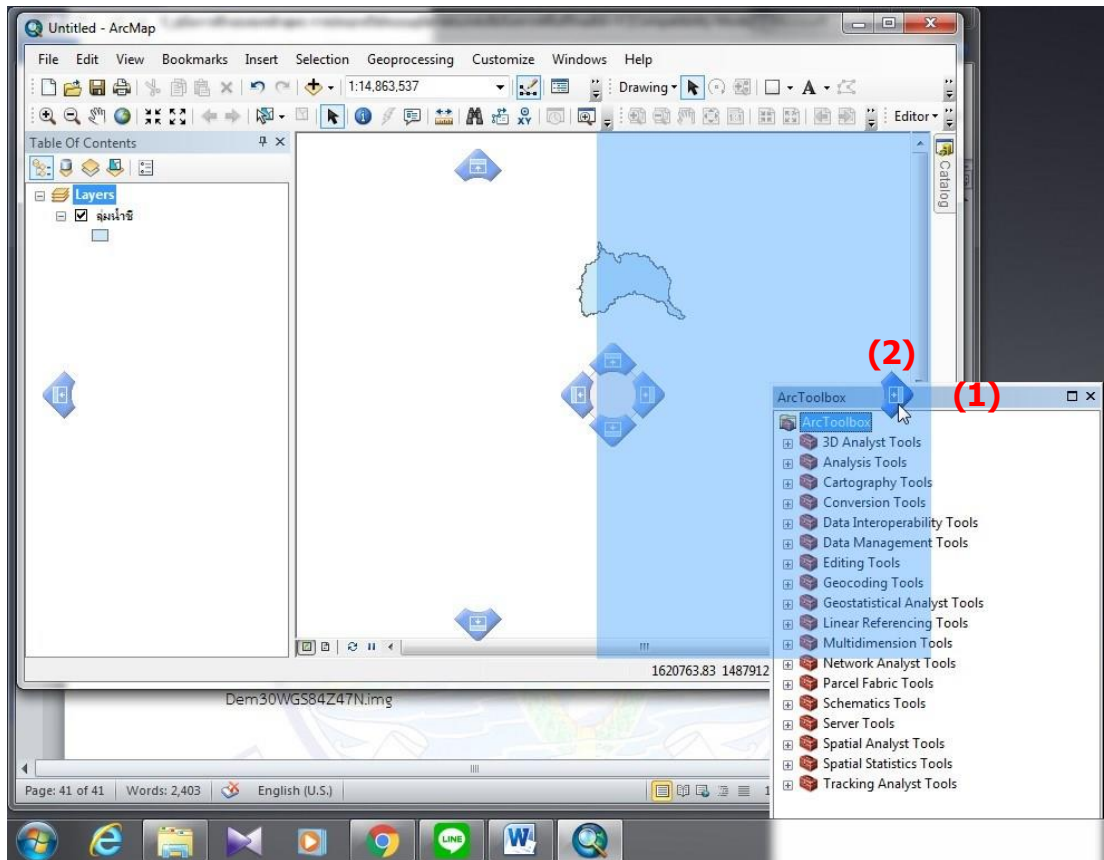 Untitled - ArcMap
File Edit View Bookmarks Insert Selection Geoprocessing Customize Windows Help
1:14,863,537
Drawing
A
XY
Editor
Table Of Contents
Catalog
Layers
ลุ่มน้ำชี
(2)
(1)
ArcToolbox
ArcToolbox
3D Analyst Tools
Analysis Tools
Cartography Tools
Conversion Tools
Data Interoperability Tools
Data Management Tools
Editing Tools
Geocoding Tools
Geostatistical Analyst Tools
Linear Referencing Tools
Multidimension Tools
Network Analyst Tools
Parcel Fabric Tools
Schematics Tools
Server Tools
Spatial Analyst Tools
Spatial Statistics Tools
Tracking Analyst Tools
1620763.83 1487912
Dem30WGS84Z47N.img
Page: 41 of 41 Words: 2,403 English (U.S.)
LINE
W